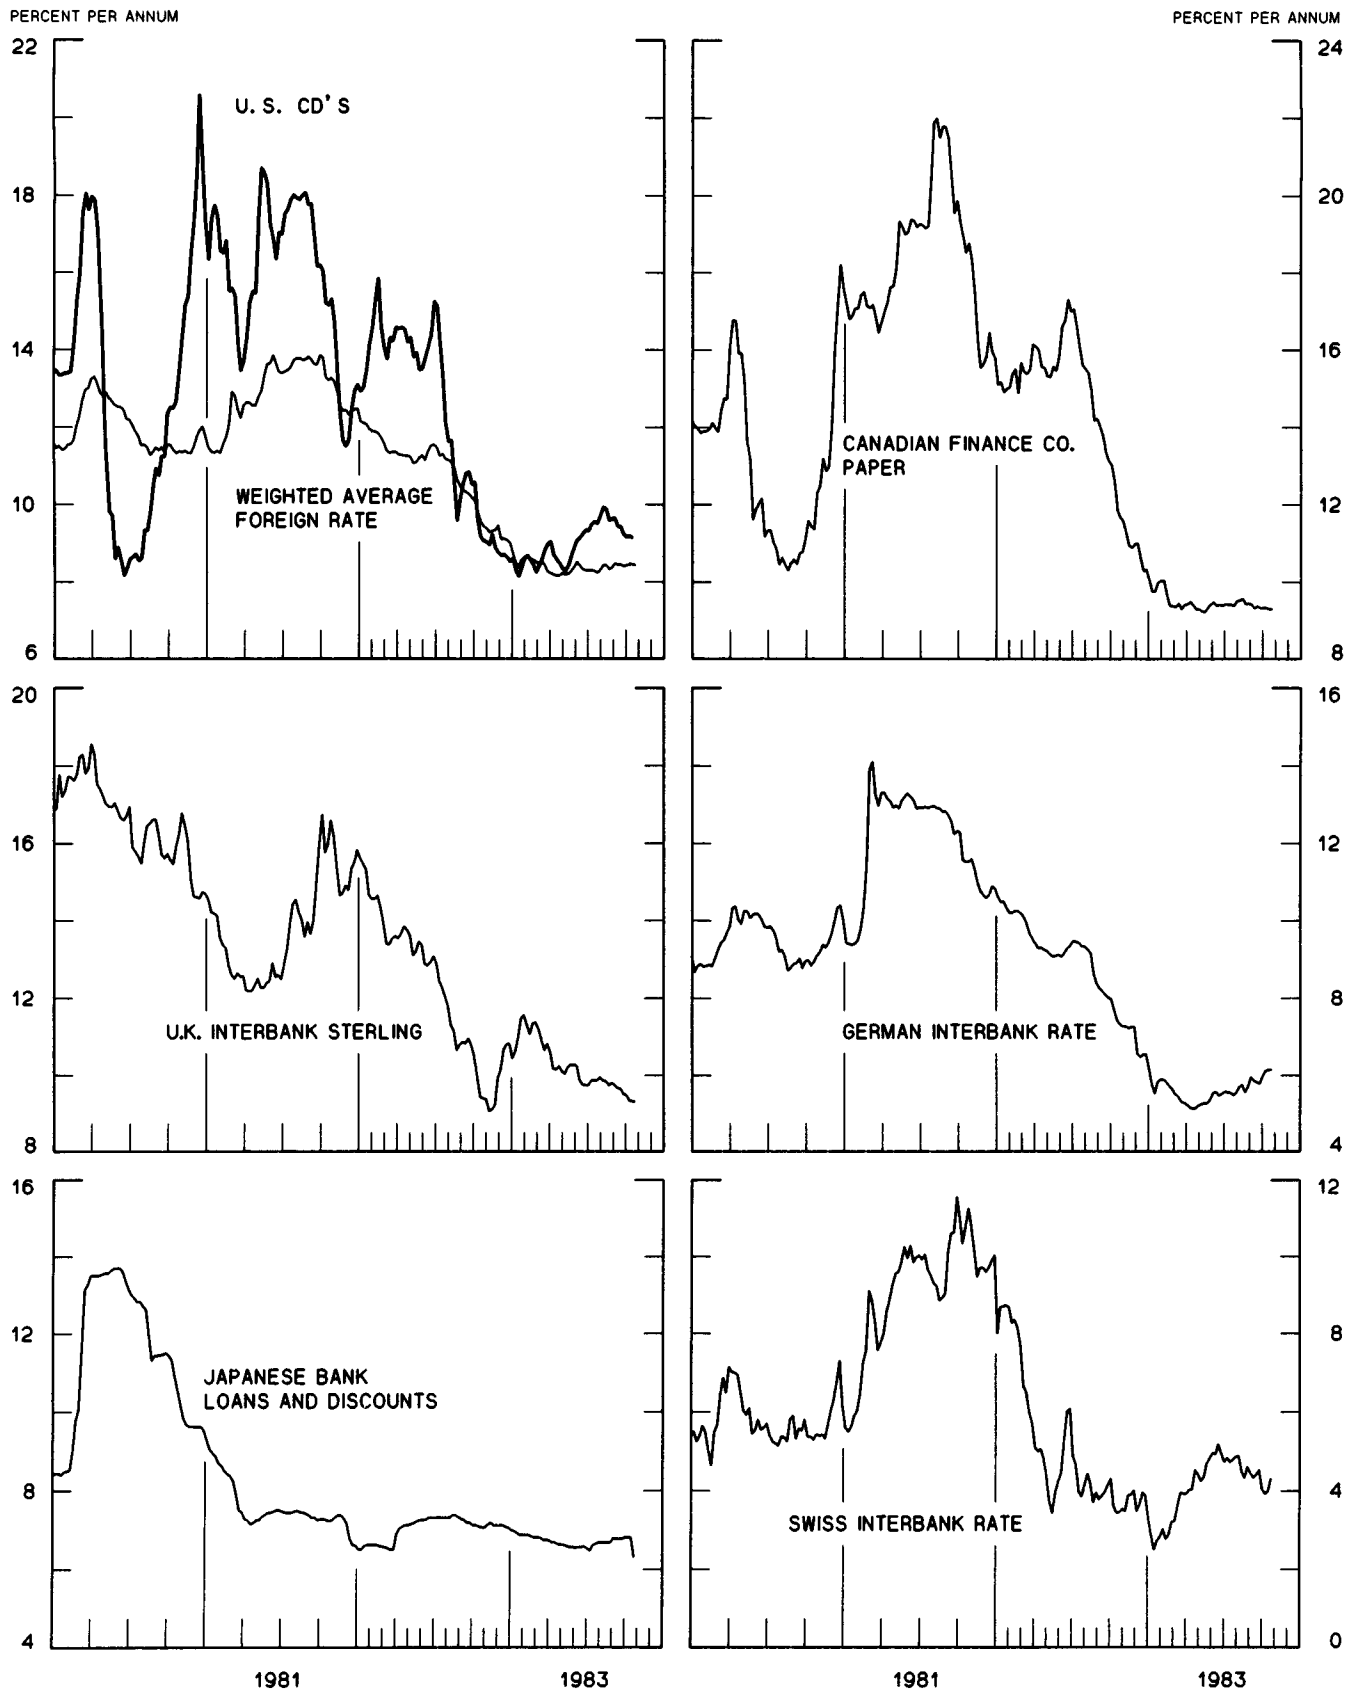 PERCENT PER ANNUM
PERCENT PER ANNUM
22
18
14
10
6
U.S. CD'S
WEIGHTED AVERAGE
FOREIGN RATE
24
20
16
12
8
CANADIAN FINANCE CO.
PAPER
20
16
12
8
U.K. INTERBANK STERLING
16
12
8
4
GERMAN INTERBANK RATE
16
12
8
4
JAPANESE BANK
LOANS AND DISCOUNTS
12
8
4
0
SWISS INTERBANK RATE
1981
1983
1981
1983